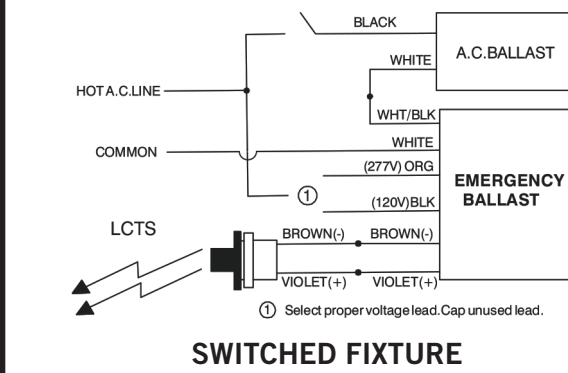 BLACK
A.C.BALLAST
WHITE
HOT A.C.LINE
WHT/BLK
WHITE
COMMON
(277V) ORG
EMERGENCY
BALLAST
①
(120V)BLK
LCTS
BROWN(-) BROWN(-)
VIOLET(+) VIOLET(+)
① Select proper voltage lead. Cap unused lead.
SWITCHED FIXTURE